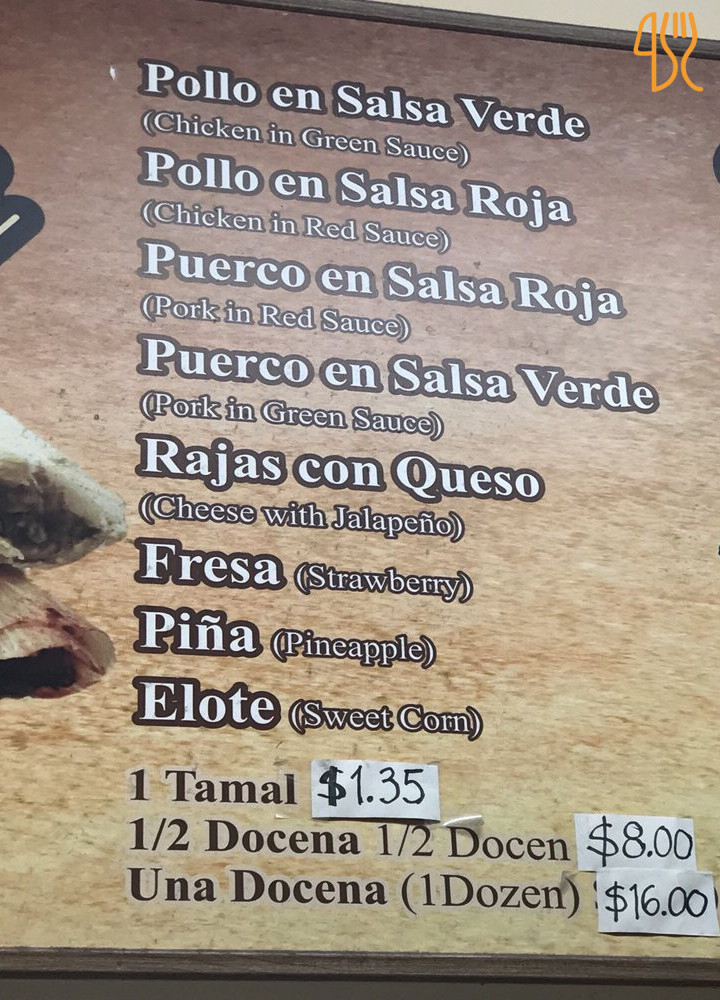 Pollo en Salsa Verde
(Chicken in Green Sauce)
Pollo en Salsa Roja
(Chicken in Red Sauce)
Puerco en Salsa Roja
(Pork in Red Sauce)
Puerco en Salsa Verde
(Pork in Green Sauce)
Rajas con Queso
(Cheese with Jalapeño)
Fresa (Strawberry)
Piña (Pineapple)
Elote (Sweet Corn)
1 Tamal $1.35
1/2 Docena 1/2 Docen $8.00
Una Docena (1Dozen) $16.00